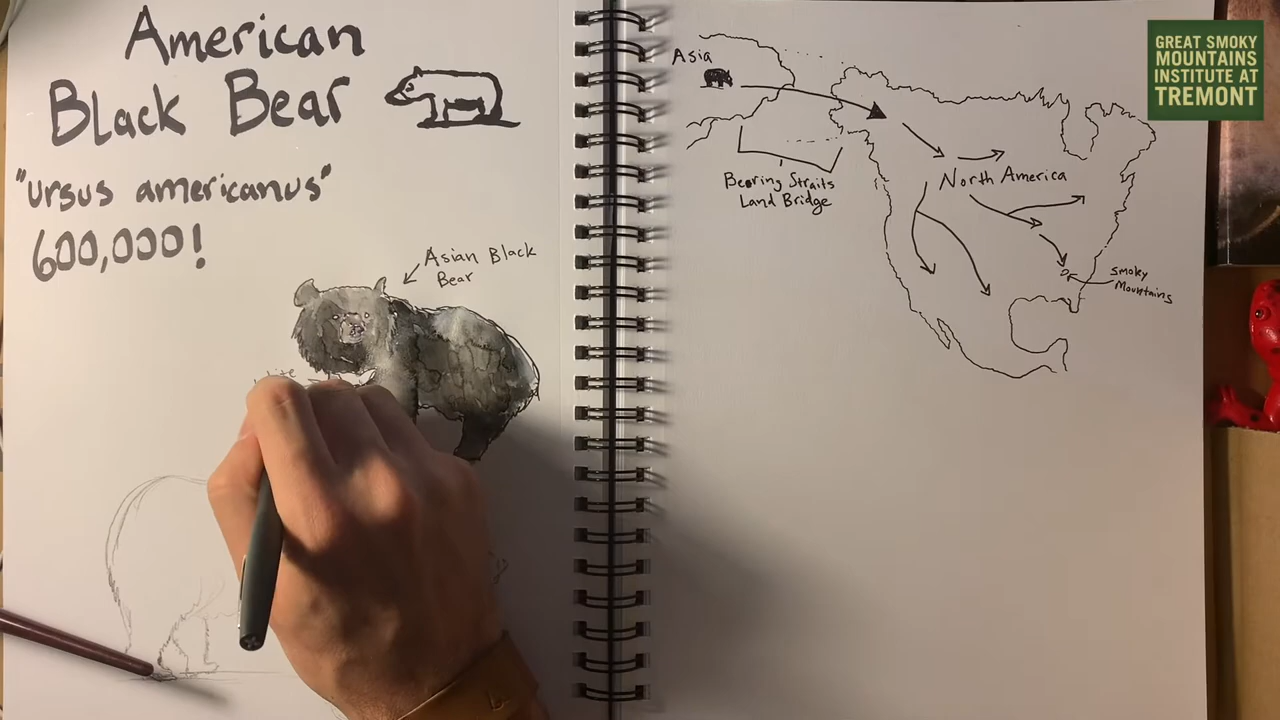 American
Black Bear
"ursus americanus"
600,000!
Asian Black
Bear
Asia
Bearing Straits
Land Bridge
North America
Smoky
Mountains
GREAT SMOKY
MOUNTAINS
INSTITUTE AT
TREMONT